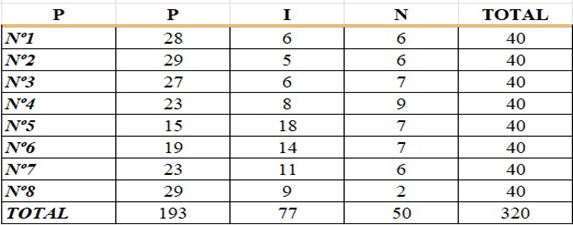 P P I N TOTAL
Nº1 28 6 6 40
Nº2 29 5 6 40
Nº3 27 6 7 40
Nº4 23 8 9 40
Nº5 15 18 7 40
Nº6 19 14 7 40
Nº7 23 11 6 40
Nº8 29 9 2 40
TOTAL 193 77 50 320